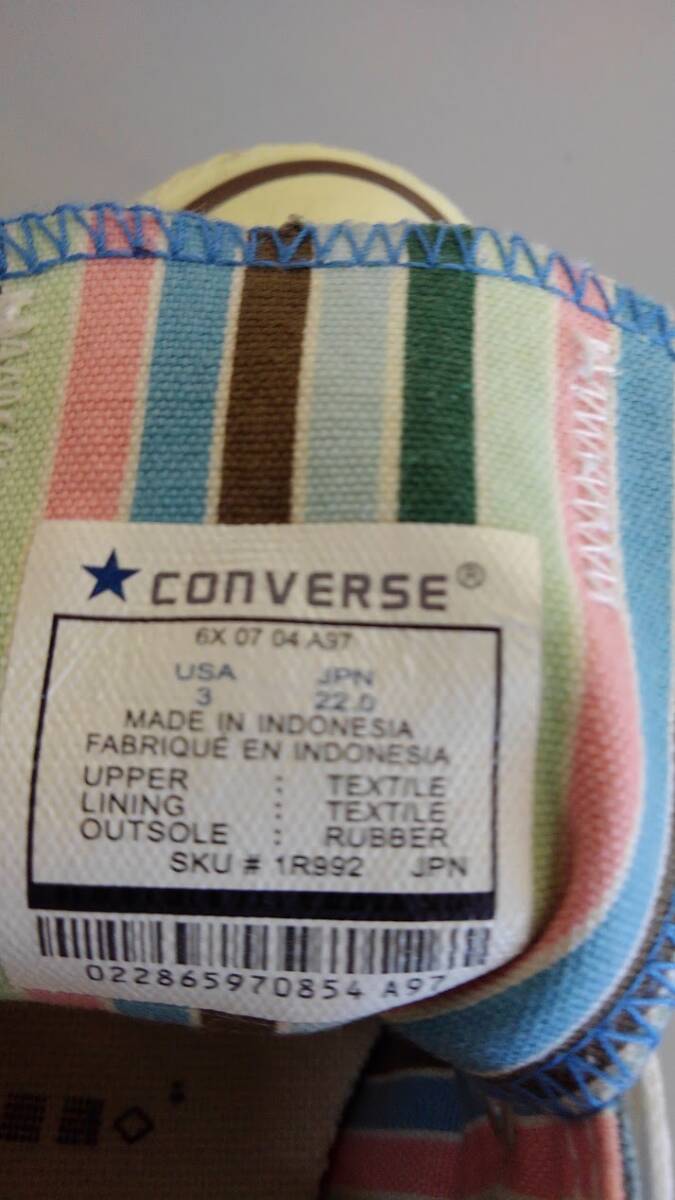 CONVERSE®
6X 07 04 A97
USA JPN
3 22.0
MADE IN INDONESIA
FABRIQUÉ EN INDONESIA
UPPER : TEXTILE
LINING : TEXTILE
OUTSOLE : RUBBER
SKU # 1R992 JPN
022865970854 A97